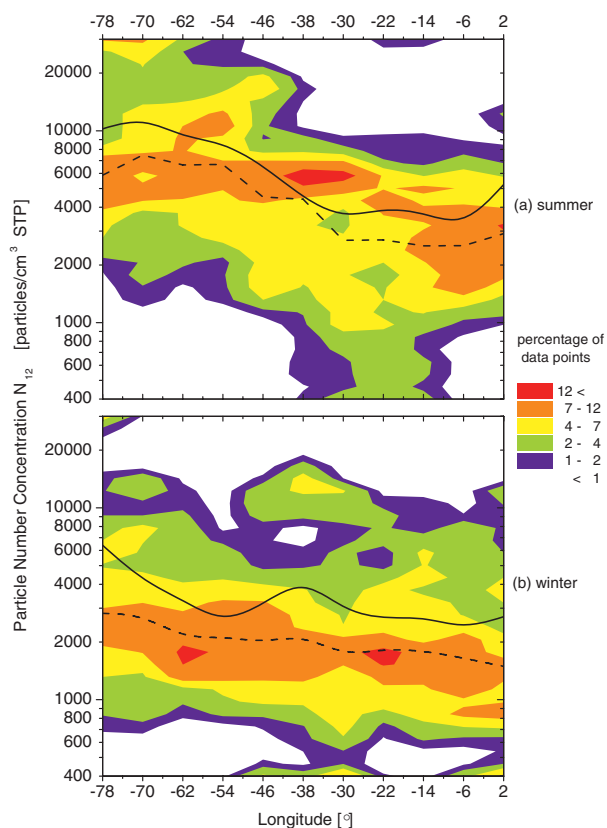 -78 -70 -62 -54 -46 -38 -30 -22 -14 -6 2
20000
10000
8000
6000
4000
2000
1000
800
600
400
(a) summer
percentage of
data points
12 <
7 - 12
4 - 7
2 - 4
1 - 2
< 1
Particle Number Concentration N12 [particles/cm3 STP]
20000
10000
8000
6000
4000
2000
1000
800
600
400
(b) winter
-78 -70 -62 -54 -46 -38 -30 -22 -14 -6 2
Longitude [°]